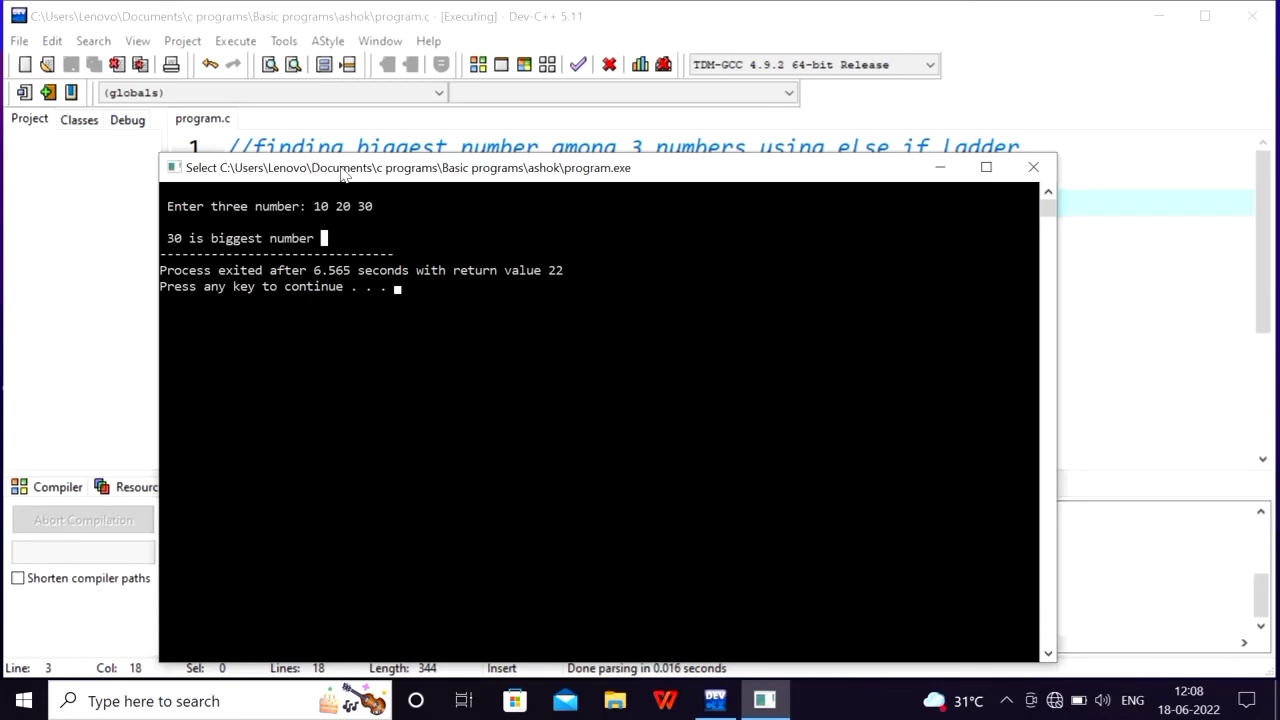 C:\Users\Lenovo\Documents\c programs\Basic programs\ashok\program.c - [Executing] - Dev-C++ 5.11
File Edit Search View Project Execute Tools AStyle Window Help
TDM-GCC 4.9.2 64-bit Release
(globals)
Project Classes Debug program.c
1 //finding biggest number among 3 numbers using else if ladder
Select C:\Users\Lenovo\Documents\c programs\Basic programs\ashok\program.exe
Enter three number: 10 20 30
30 is biggest number
--------------------------------
Process exited after 6.565 seconds with return value 22
Press any key to continue . . .
Compiler Resourc
Abort Compilation
Shorten compiler paths
Line: 3 Col: 18 Sel: 0 Lines: 18 Length: 344 Insert Done parsing in 0.016 seconds
Type here to search
DEV
31°C
ENG
12:08
18-06-2022